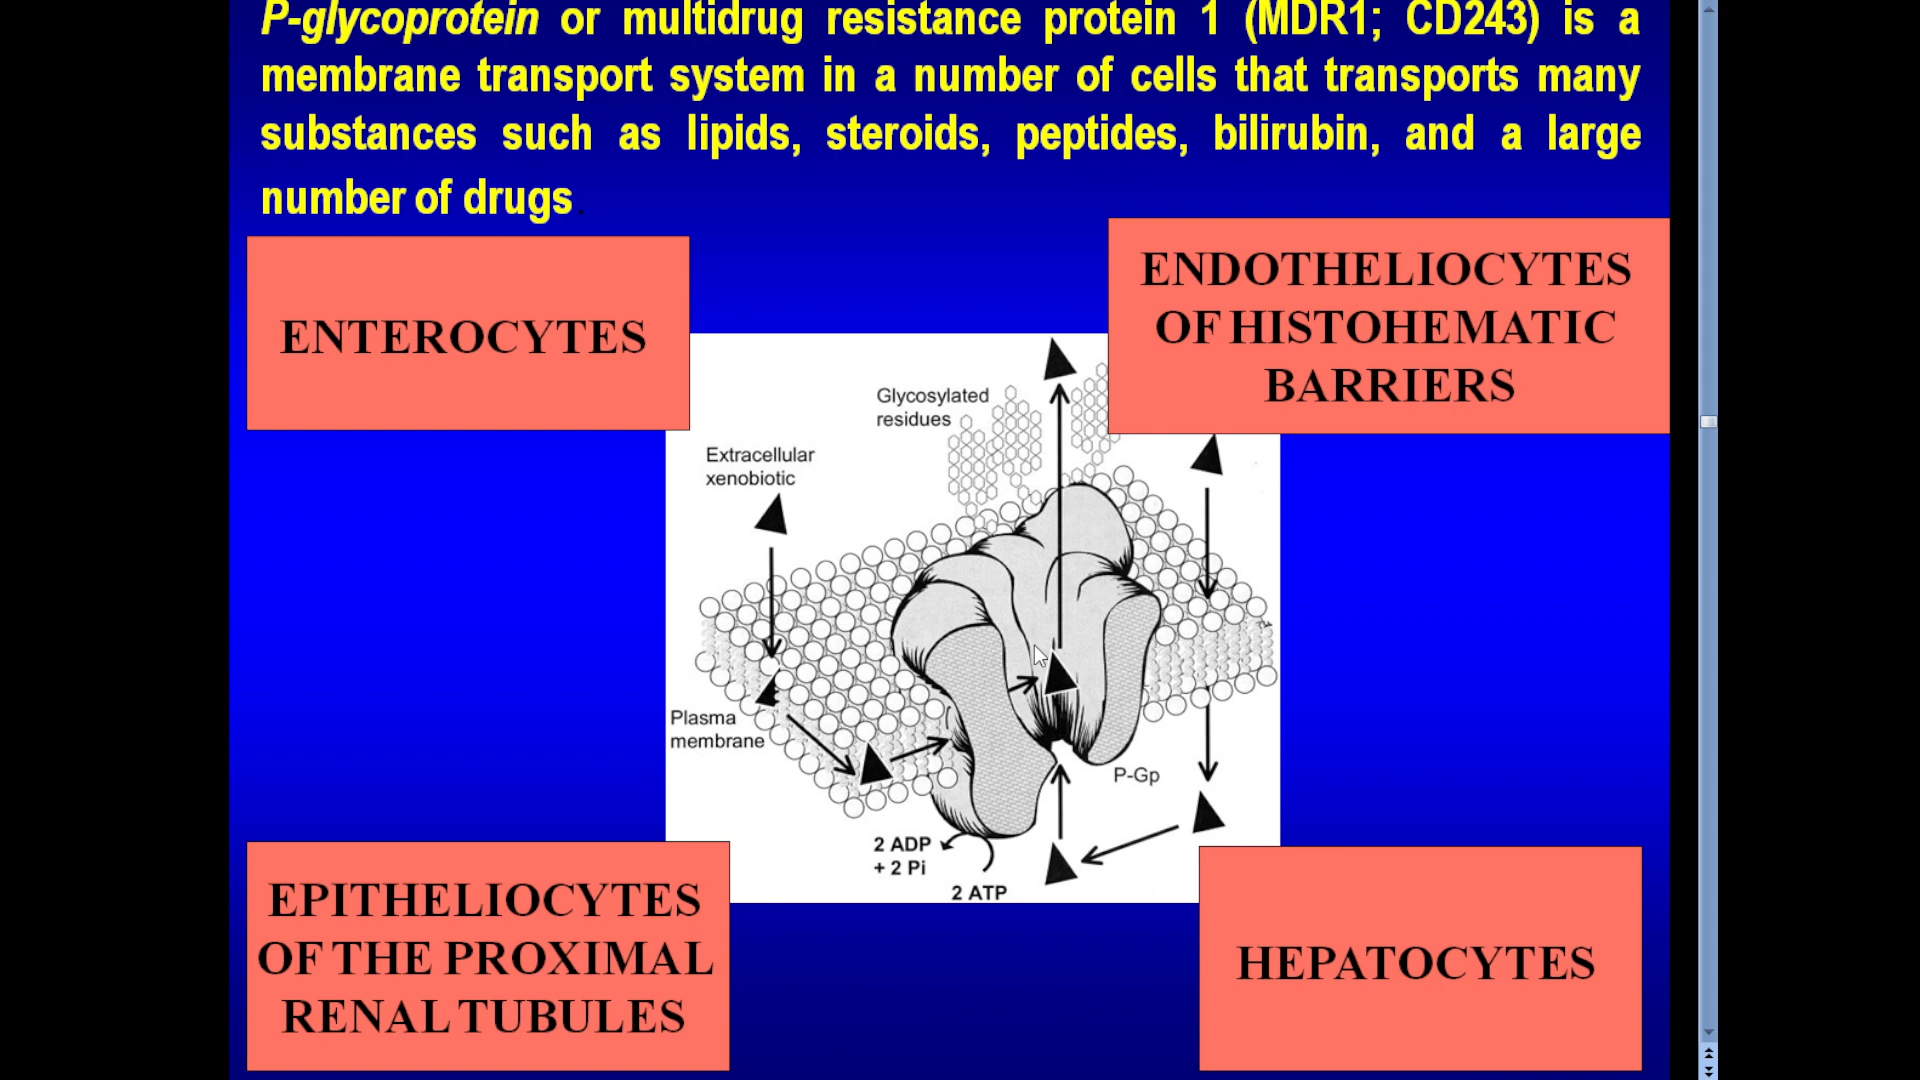 P-glycoprotein or multidrug resistance protein 1 (MDR1; CD243) is a
membrane transport system in a number of cells that transports many
substances such as lipids, steroids, peptides, bilirubin, and a large
number of drugs.
ENTEROCYTES
ENDOTHELIOCYTES
OF HISTOHEMATIC
BARRIERS
Glycosylated
residues
Extracellular
xenobiotic
Plasma
membrane
P-Gp
2 ADP
+ 2 Pi
2 ATP
EPITHELIOCYTES
OF THE PROXIMAL
RENAL TUBULES
HEPATOCYTES